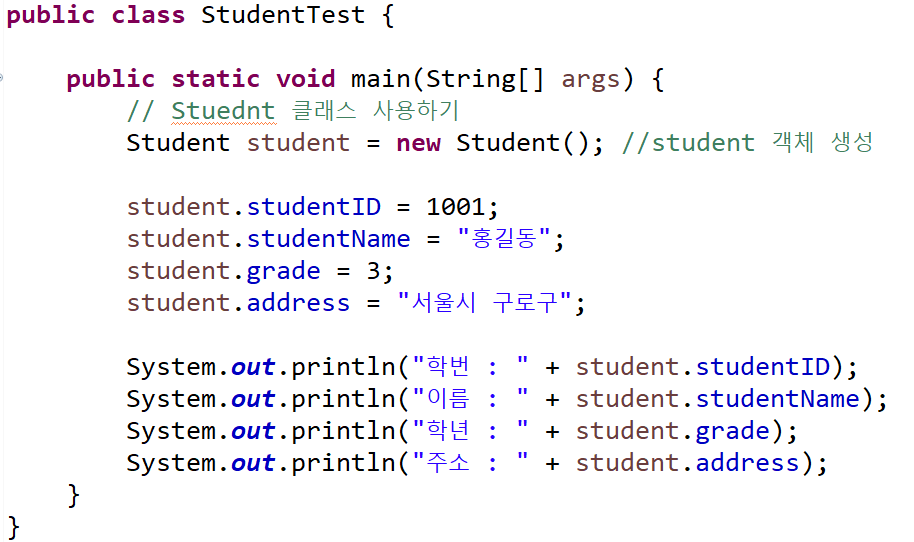 public class StudentTest {
public static void main(String[] args) {
// Stuednt 클래스 사용하기
Student student = new Student(); //student 객체 생성
student.studentID = 1001;
student.studentName = "홍길동";
student.grade = 3;
student.address = "서울시 구로구";
System.out.println("학번 : " + student.studentID);
System.out.println("이름 : " + student.studentName);
System.out.println("학년 : " + student.grade);
System.out.println("주소 : " + student.address);
}
}